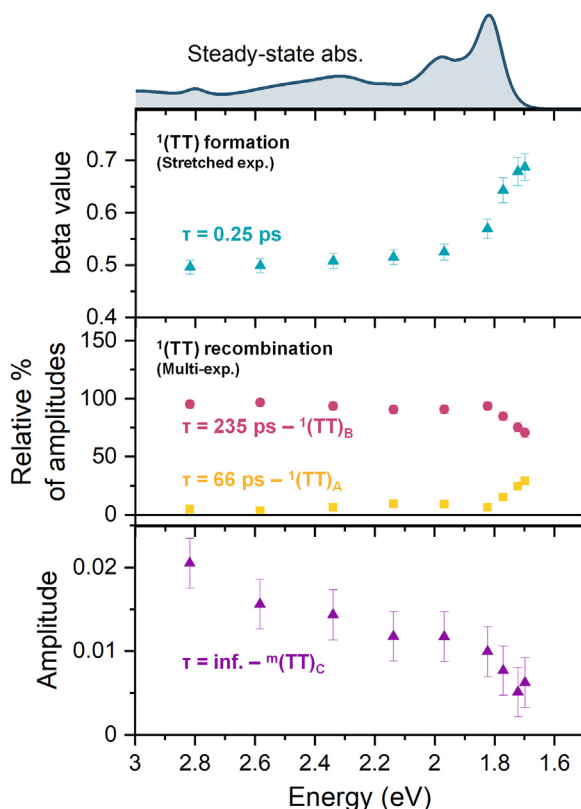 Steady-state abs.
¹(TT) formation
(Stretched exp.)
τ = 0.25 ps
beta value
0.7
0.6
0.5
0.4
¹(TT) recombination
(Multi-exp.)
τ = 235 ps – ¹(TT)B
τ = 66 ps – ¹(TT)A
Relative %
of amplitudes
150
100
50
0
τ = inf. – ᵐ(TT)C
Amplitude
0.02
0.01
0
3 2.8 2.6 2.4 2.2 2 1.8 1.6
Energy (eV)